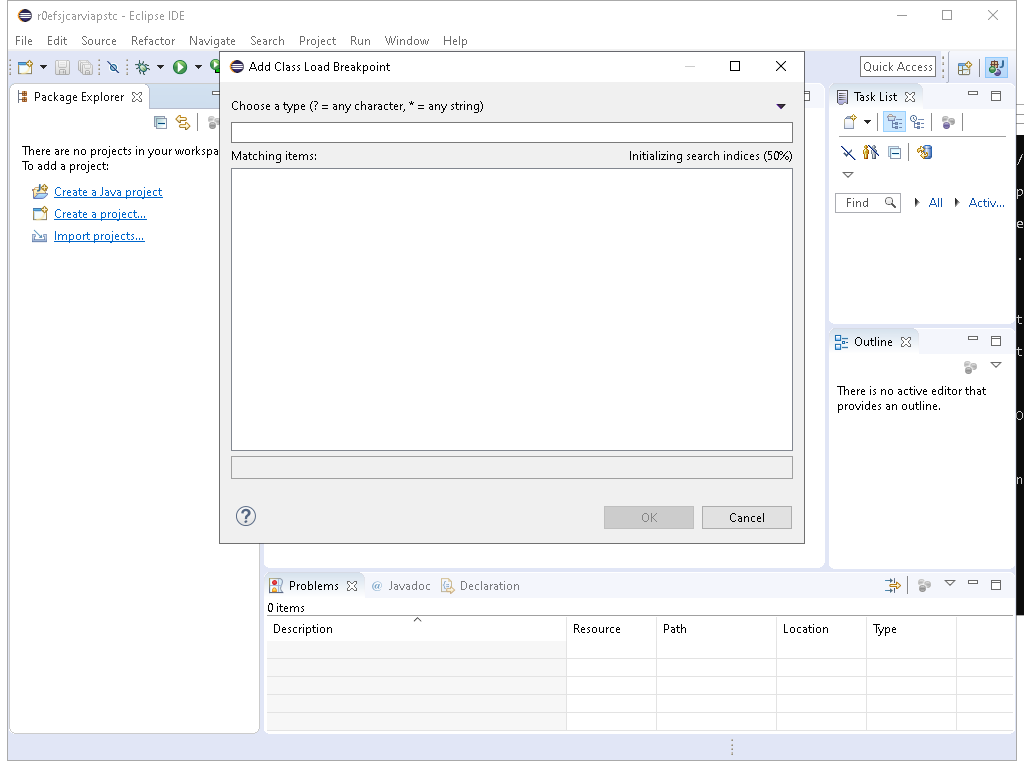 r0efsjcarviapstc - Eclipse IDE
File Edit Source Refactor Navigate Search Project Run Window Help
Quick Access
Package Explorer
There are no projects in your workspa
To add a project:
Create a Java project
Create a project...
Import projects...
Add Class Load Breakpoint
Choose a type (? = any character, * = any string)
Matching items: Initializing search indices (50%)
OK Cancel
Task List
Find All Activ...
Outline
There is no active editor that
provides an outline.
Problems @ Javadoc Declaration
0 items
Description Resource Path Location Type